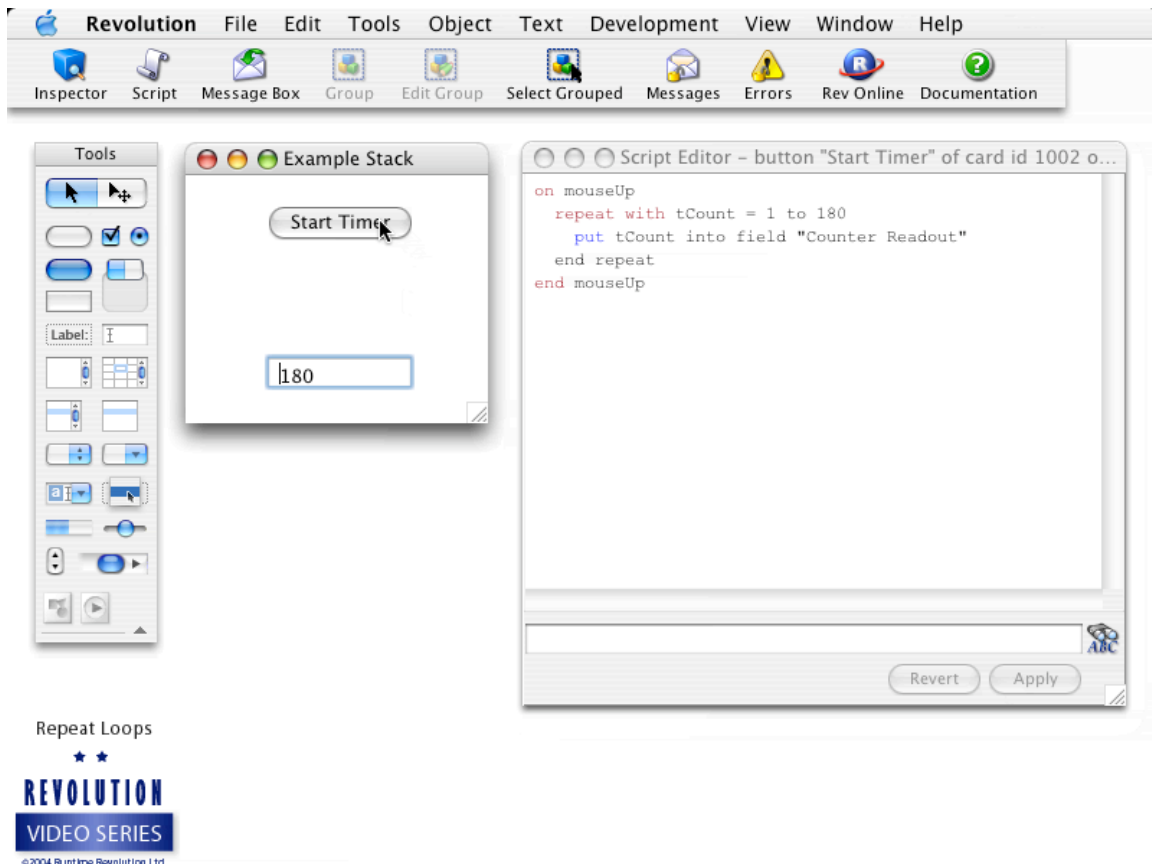 Revolution File Edit Tools Object Text Development View Window Help
Inspector Script Message Box Group Edit Group Select Grouped Messages Errors Rev Online Documentation
Tools
Label:
Example Stack
Start Timer
180
Script Editor – button "Start Timer" of card id 1002 o...
on mouseUp
repeat with tCount = 1 to 180
put tCount into field "Counter Readout"
end repeat
end mouseUp
ABC
Revert Apply
Repeat Loops
REVOLUTION
VIDEO SERIES
©2004 Runtime Revolution Ltd